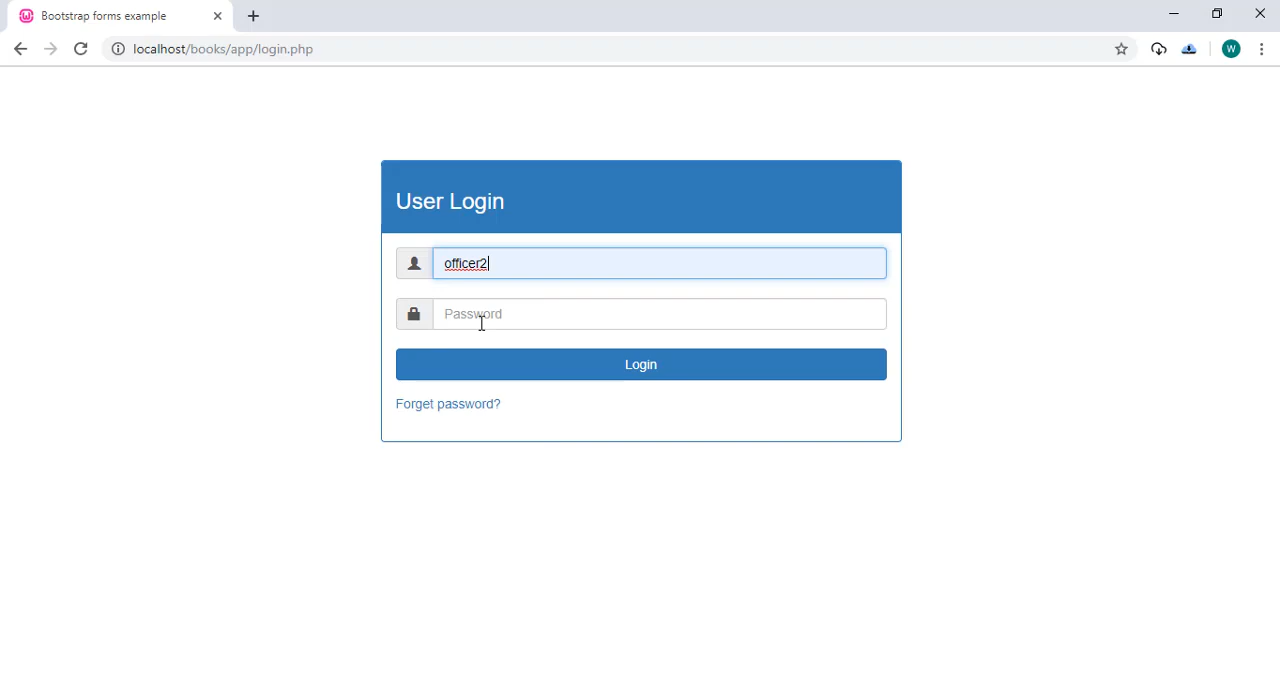 Bootstrap forms example
localhost/books/app/login.php
W
User Login
officer2
Password
Login
Forget password?